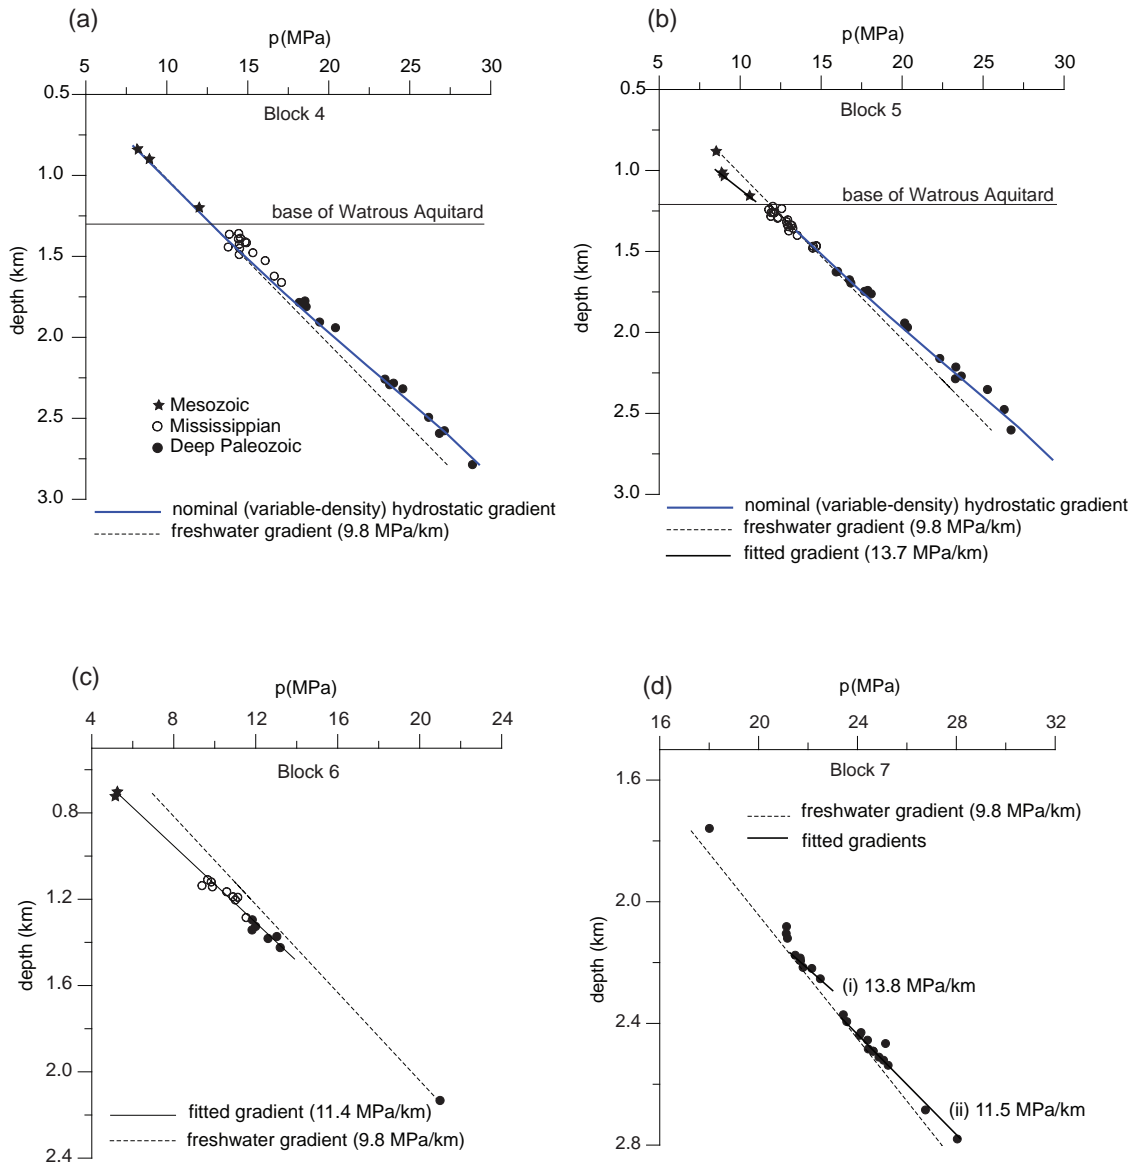 (a)
p(MPa)
5 10 15 20 25 30
0.5
1.0
1.5
2.0
2.5
3.0
depth (km)
Block 4
base of Watrous Aquitard
Mesozoic
Mississippian
Deep Paleozoic
nominal (variable-density) hydrostatic gradient
freshwater gradient (9.8 MPa/km)
(b)
p(MPa)
5 10 15 20 25 30
0.5
1.0
1.5
2.0
2.5
3.0
depth (km)
Block 5
base of Watrous Aquitard
nominal (variable-density) hydrostatic gradient
freshwater gradient (9.8 MPa/km)
fitted gradient (13.7 MPa/km)
(c)
p(MPa)
4 8 12 16 20 24
0.8
1.2
1.6
2.0
2.4
depth (km)
Block 6
fitted gradient (11.4 MPa/km)
freshwater gradient (9.8 MPa/km)
(d)
p(MPa)
16 20 24 28 32
1.6
2.0
2.4
2.8
depth (km)
Block 7
freshwater gradient (9.8 MPa/km)
fitted gradients
(i) 13.8 MPa/km
(ii) 11.5 MPa/km